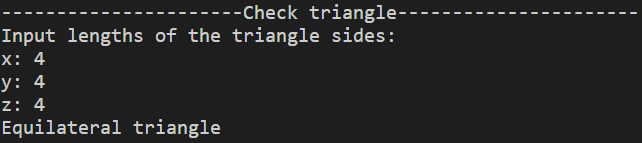 ----------------------Check triangle----------------------
Input lengths of the triangle sides:
x: 4
y: 4
z: 4
Equilateral triangle